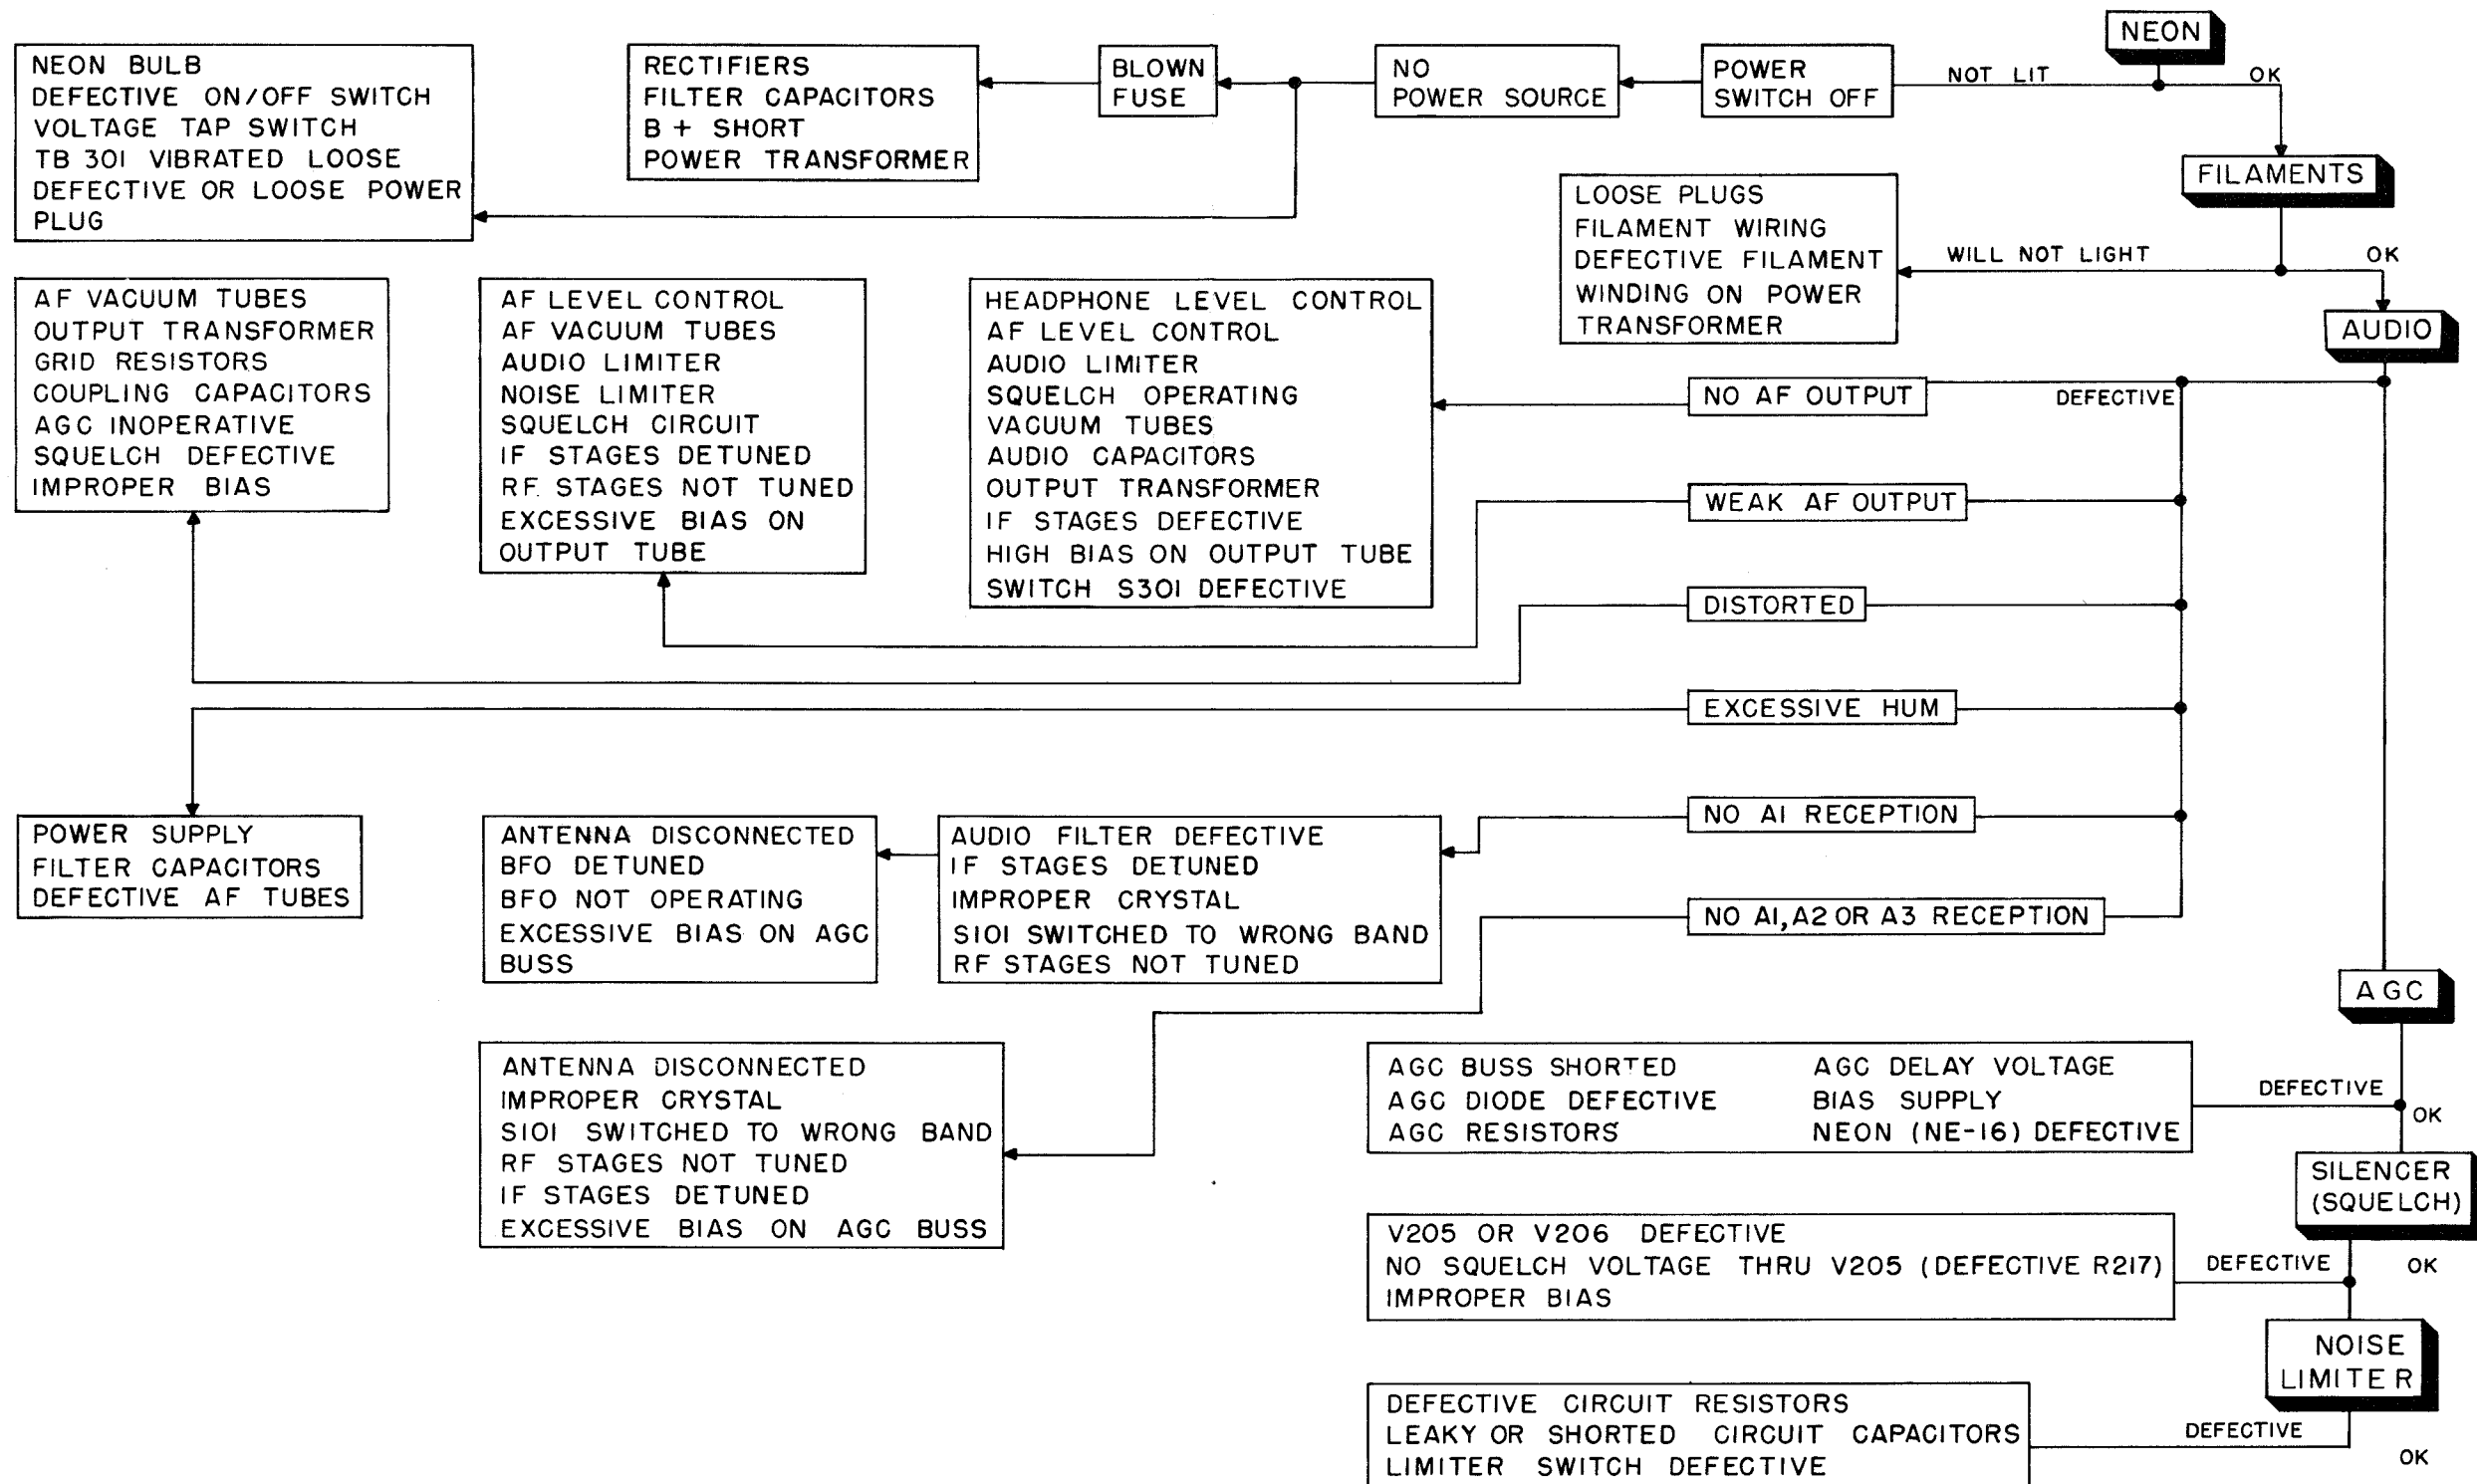 NEON
NOT LIT
OK
POWER
SWITCH OFF
NO
POWER SOURCE
BLOWN
FUSE
RECTIFIERS
FILTER CAPACITORS
B + SHORT
POWER TRANSFORMER
NEON BULB
DEFECTIVE ON/OFF SWITCH
VOLTAGE TAP SWITCH
TB 301 VIBRATED LOOSE
DEFECTIVE OR LOOSE POWER
PLUG
FILAMENTS
WILL NOT LIGHT
OK
LOOSE PLUGS
FILAMENT WIRING
DEFECTIVE FILAMENT
WINDING ON POWER
TRANSFORMER
AUDIO
DEFECTIVE
NO AF OUTPUT
HEADPHONE LEVEL CONTROL
AF LEVEL CONTROL
AUDIO LIMITER
SQUELCH OPERATING
VACUUM TUBES
AUDIO CAPACITORS
OUTPUT TRANSFORMER
IF STAGES DEFECTIVE
HIGH BIAS ON OUTPUT TUBE
SWITCH S301 DEFECTIVE
WEAK AF OUTPUT
AF LEVEL CONTROL
AF VACUUM TUBES
AUDIO LIMITER
NOISE LIMITER
SQUELCH CIRCUIT
IF STAGES DETUNED
RF STAGES NOT TUNED
EXCESSIVE BIAS ON
OUTPUT TUBE
DISTORTED
AF VACUUM TUBES
OUTPUT TRANSFORMER
GRID RESISTORS
COUPLING CAPACITORS
AGC INOPERATIVE
SQUELCH DEFECTIVE
IMPROPER BIAS
EXCESSIVE HUM
POWER SUPPLY
FILTER CAPACITORS
DEFECTIVE AF TUBES
NO A1 RECEPTION
AUDIO FILTER DEFECTIVE
IF STAGES DETUNED
IMPROPER CRYSTAL
S101 SWITCHED TO WRONG BAND
RF STAGES NOT TUNED
ANTENNA DISCONNECTED
BFO DETUNED
BFO NOT OPERATING
EXCESSIVE BIAS ON AGC
BUSS
NO A1, A2 OR A3 RECEPTION
ANTENNA DISCONNECTED
IMPROPER CRYSTAL
S101 SWITCHED TO WRONG BAND
RF STAGES NOT TUNED
IF STAGES DETUNED
EXCESSIVE BIAS ON AGC BUSS
AGC
DEFECTIVE
OK
AGC BUSS SHORTED
AGC DIODE DEFECTIVE
AGC RESISTORS
AGC DELAY VOLTAGE
BIAS SUPPLY
NEON (NE-16) DEFECTIVE
SILENCER
(SQUELCH)
DEFECTIVE
OK
V205 OR V206 DEFECTIVE
NO SQUELCH VOLTAGE THRU V205 (DEFECTIVE R217)
IMPROPER BIAS
NOISE
LIMITER
DEFECTIVE
OK
DEFECTIVE CIRCUIT RESISTORS
LEAKY OR SHORTED CIRCUIT CAPACITORS
LIMITER SWITCH DEFECTIVE